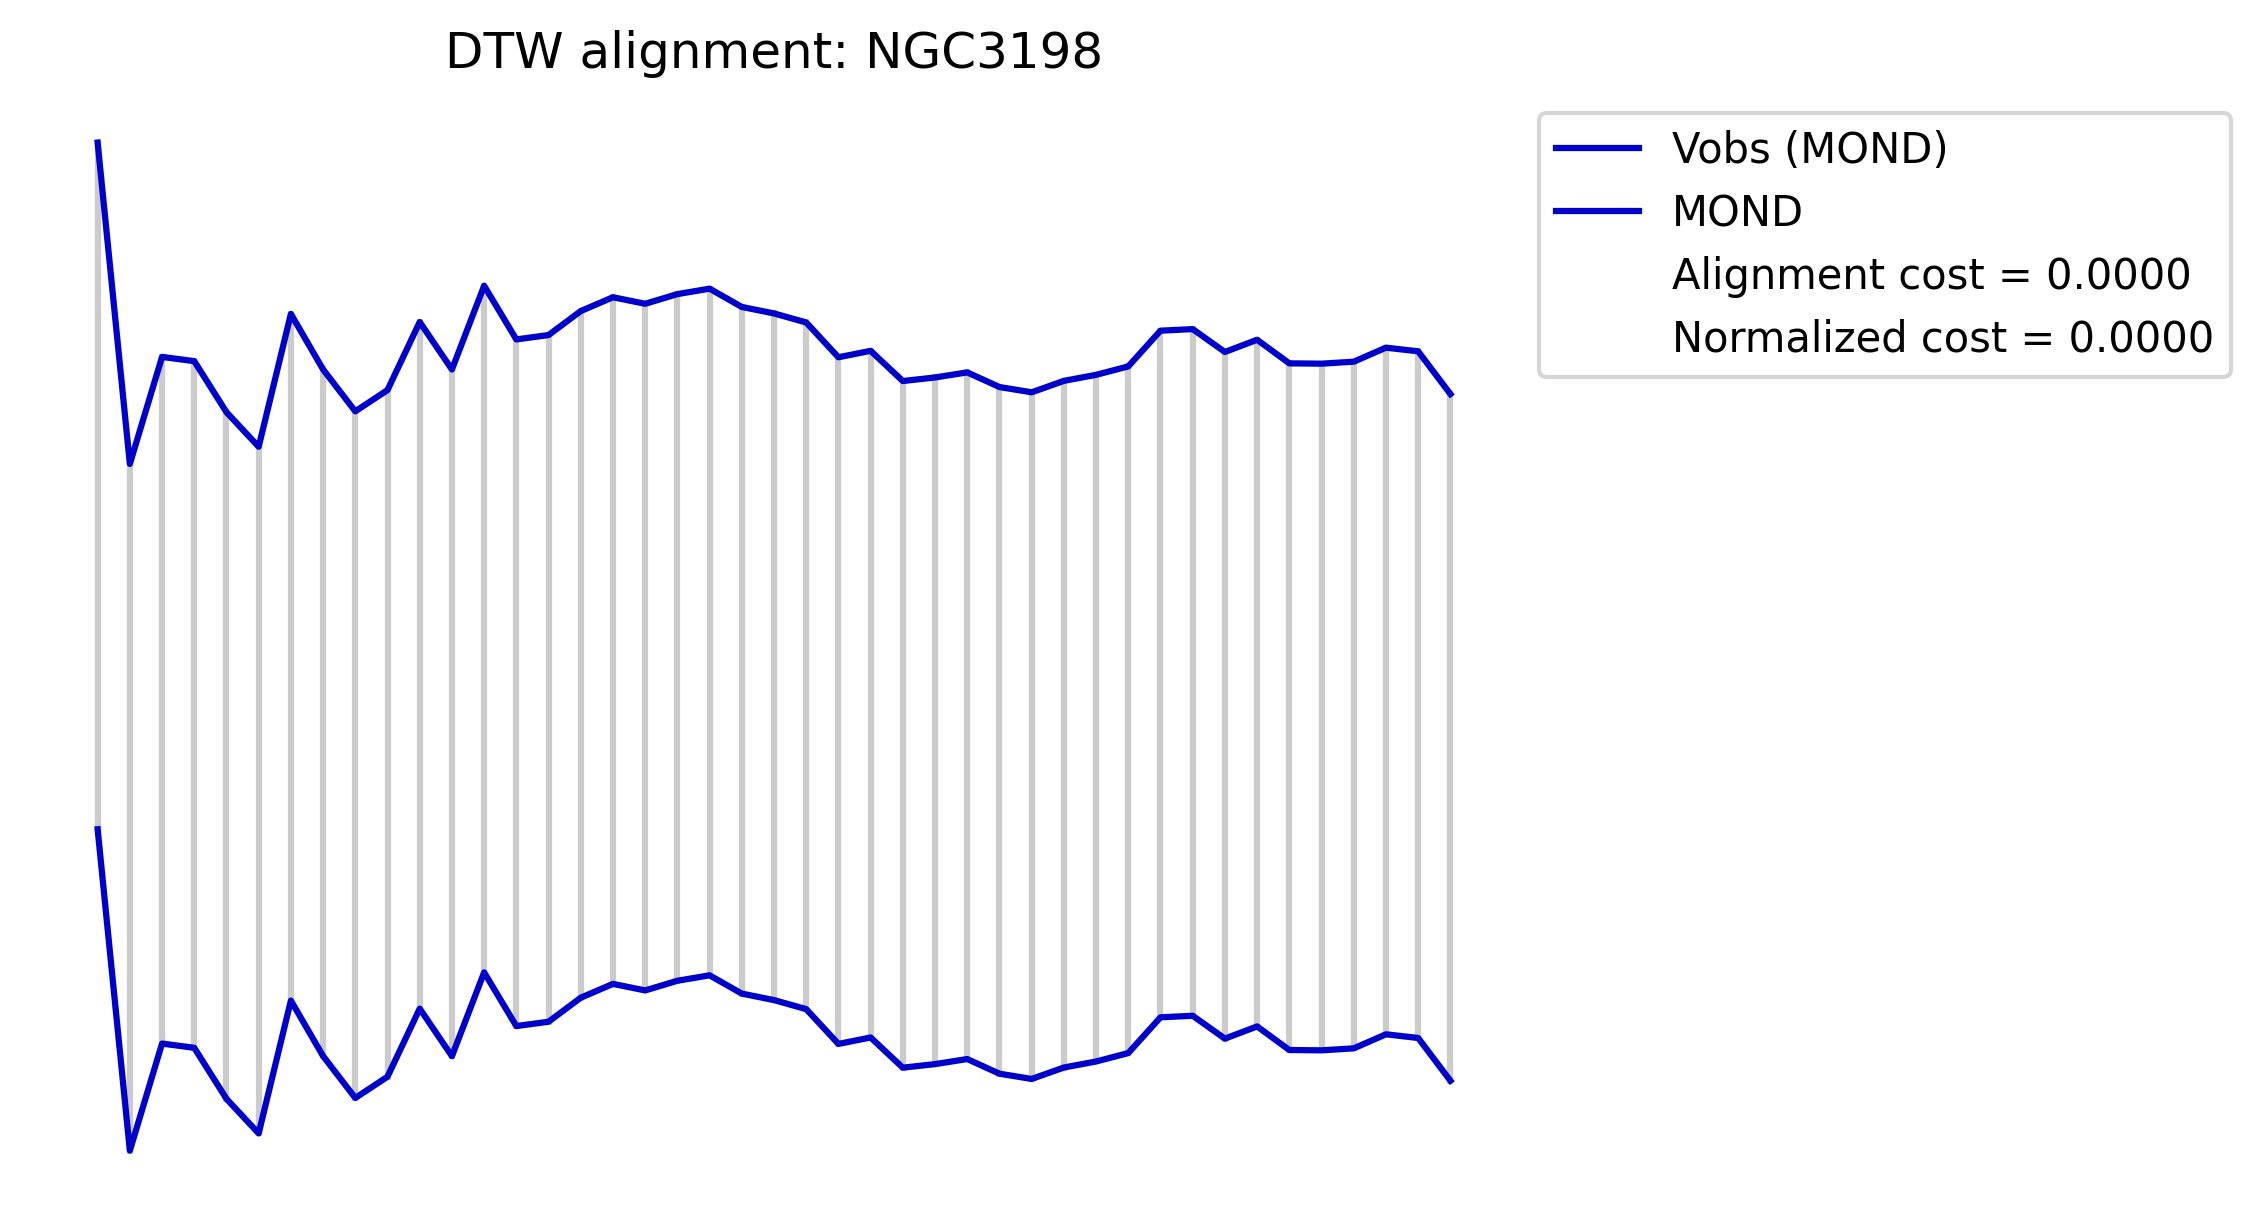 DTW alignment: NGC3198
Vobs (MOND)
MOND
Alignment cost = 0.0000
Normalized cost = 0.0000